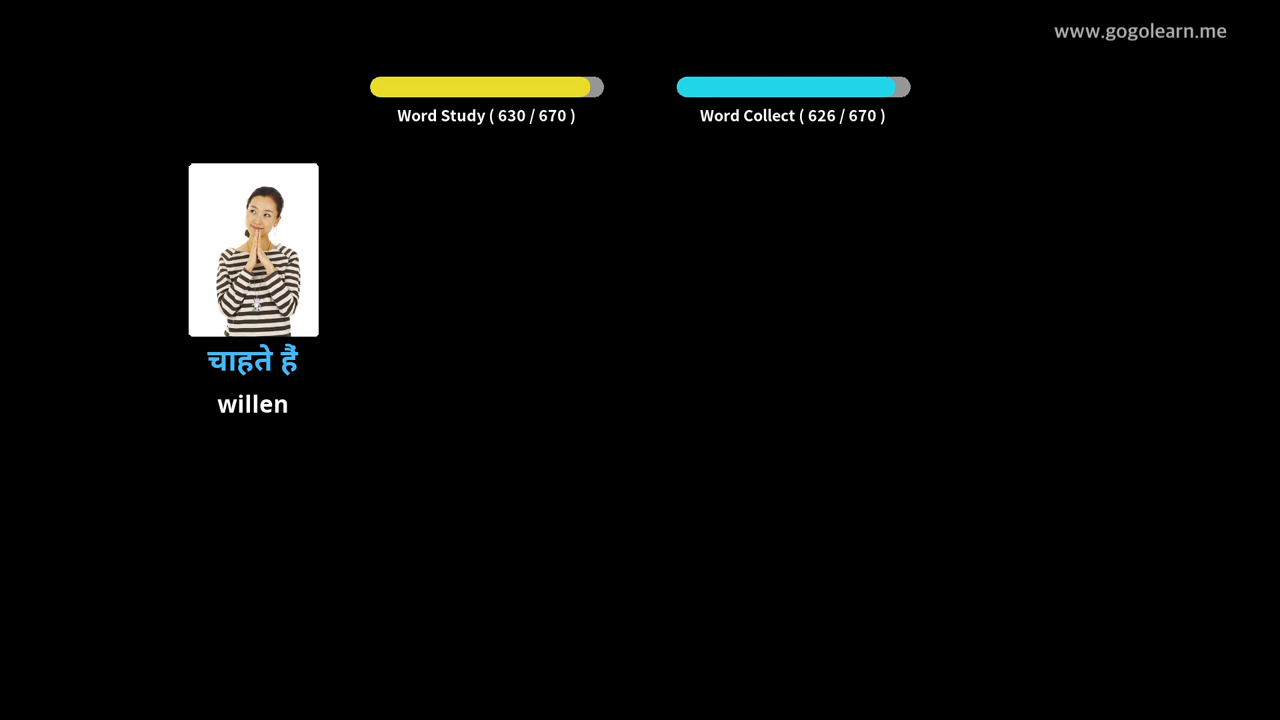 www.gogolearn.me
Word Study ( 630 / 670 )
Word Collect ( 626 / 670 )
चाहते हैं
willen